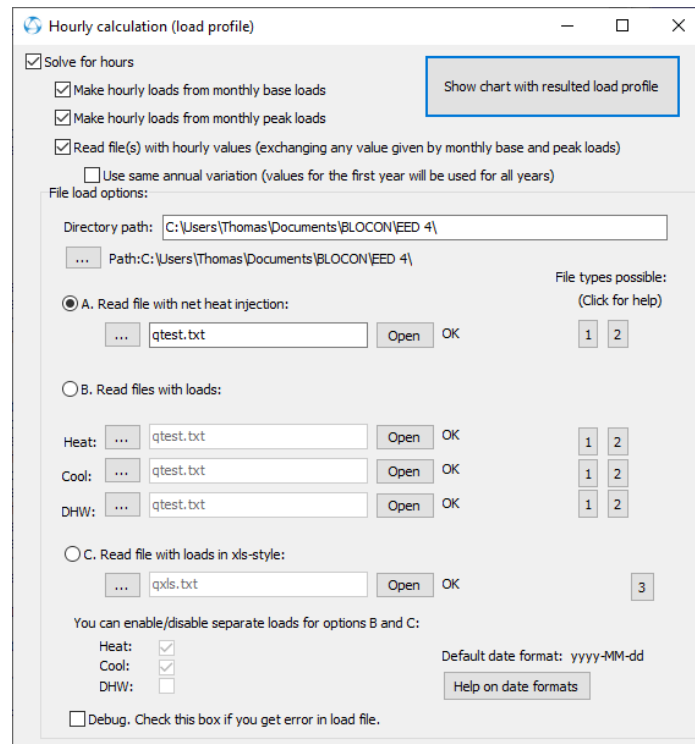 Hourly calculation (load profile)
Solve for hours
Show chart with resulted load profile
Make hourly loads from monthly base loads
Make hourly loads from monthly peak loads
Read file(s) with hourly values (exchanging any value given by monthly base and peak loads)
Use same annual variation (values for the first year will be used for all years)
File load options:
Directory path: C:\Users\Thomas\Documents\BLOCON\EED 4\
... Path:C:\Users\Thomas\Documents\BLOCON\EED 4\
File types possible:
(Click for help)
A. Read file with net heat injection:
... qtest.txt Open OK 1 2
B. Read files with loads:
Heat: ... qtest.txt Open OK 1 2
Cool: ... qtest.txt Open OK 1 2
DHW: ... qtest.txt Open OK 1 2
C. Read file with loads in xls-style:
... qxls.txt Open OK 3
You can enable/disable separate loads for options B and C:
Heat:
Cool:
DHW:
Default date format: yyyy-MM-dd
Help on date formats
Debug. Check this box if you get error in load file.